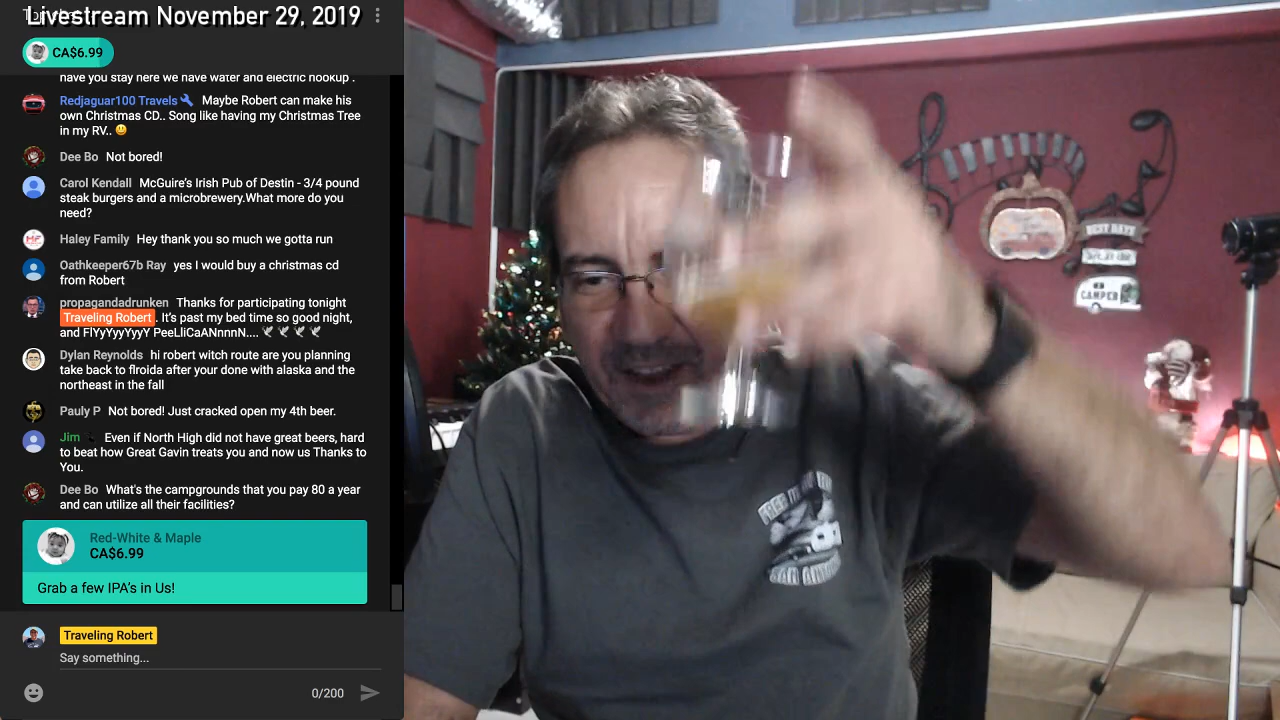 Livestream November 29, 2019
CA$6.99
have you stay here we have water and electric hookup .
Redjaguar100 Travels Maybe Robert can make his
own Christmas CD.. Song like having my Christmas Tree
in my RV.. 😃
Dee Bo Not bored!
Carol Kendall McGuire's Irish Pub of Destin - 3/4 pound
steak burgers and a microbrewery.What more do you
need?
Haley Family Hey thank you so much we gotta run
Oathkeeper67b Ray yes I would buy a christmas cd
from Robert
propagandadrunken Thanks for participating tonight
Traveling Robert . It's past my bed time so good night,
and FlYyYyyYyyY PeeLliCaANnnnN.... 🕊 🕊 🕊 🕊
Dylan Reynolds hi robert witch route are you planning
take back to flroida after your done with alaska and the
northeast in the fall
Pauly P Not bored! Just cracked open my 4th beer.
Jim Even if North High did not have great beers, hard
to beat how Great Gavin treats you and now us Thanks to
You.
Dee Bo What's the campgrounds that you pay 80 a year
and can utilize all their facilities?
Red-White & Maple
CA$6.99
Grab a few IPA's in Us!
Traveling Robert
Say something...
0/200
BEST DAYS
CAMPER